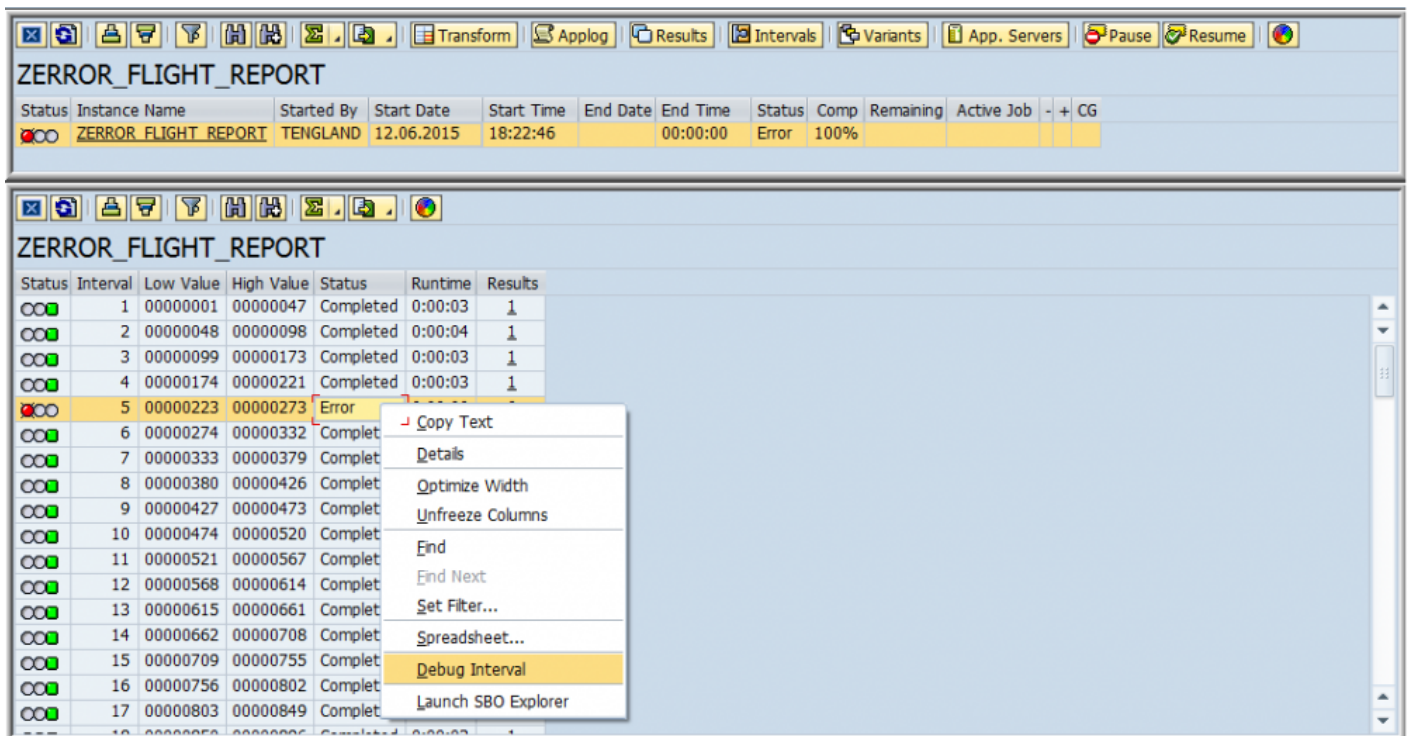 Transform Applog Results Intervals Variants App. Servers Pause Resume
ZERROR_FLIGHT_REPORT
Status Instance Name Started By Start Date Start Time End Date End Time Status Comp Remaining Active Job - + CG
ZERROR_FLIGHT_REPORT TENGLAND 12.06.2015 18:22:46 00:00:00 Error 100%
ZERROR_FLIGHT_REPORT
Status Interval Low Value High Value Status Runtime Results
1 00000001 00000047 Completed 0:00:03 1
2 00000048 00000098 Completed 0:00:04 1
3 00000099 00000173 Completed 0:00:03 1
4 00000174 00000221 Completed 0:00:03 1
5 00000223 00000273 Error
6 00000274 00000332 Complet
7 00000333 00000379 Complet
8 00000380 00000426 Complet
9 00000427 00000473 Complet
10 00000474 00000520 Complet
11 00000521 00000567 Complet
12 00000568 00000614 Complet
13 00000615 00000661 Complet
14 00000662 00000708 Complet
15 00000709 00000755 Complet
16 00000756 00000802 Complet
17 00000803 00000849 Complet
Copy Text
Details
Optimize Width
Unfreeze Columns
Find
Find Next
Set Filter...
Spreadsheet...
Debug Interval
Launch SBO Explorer